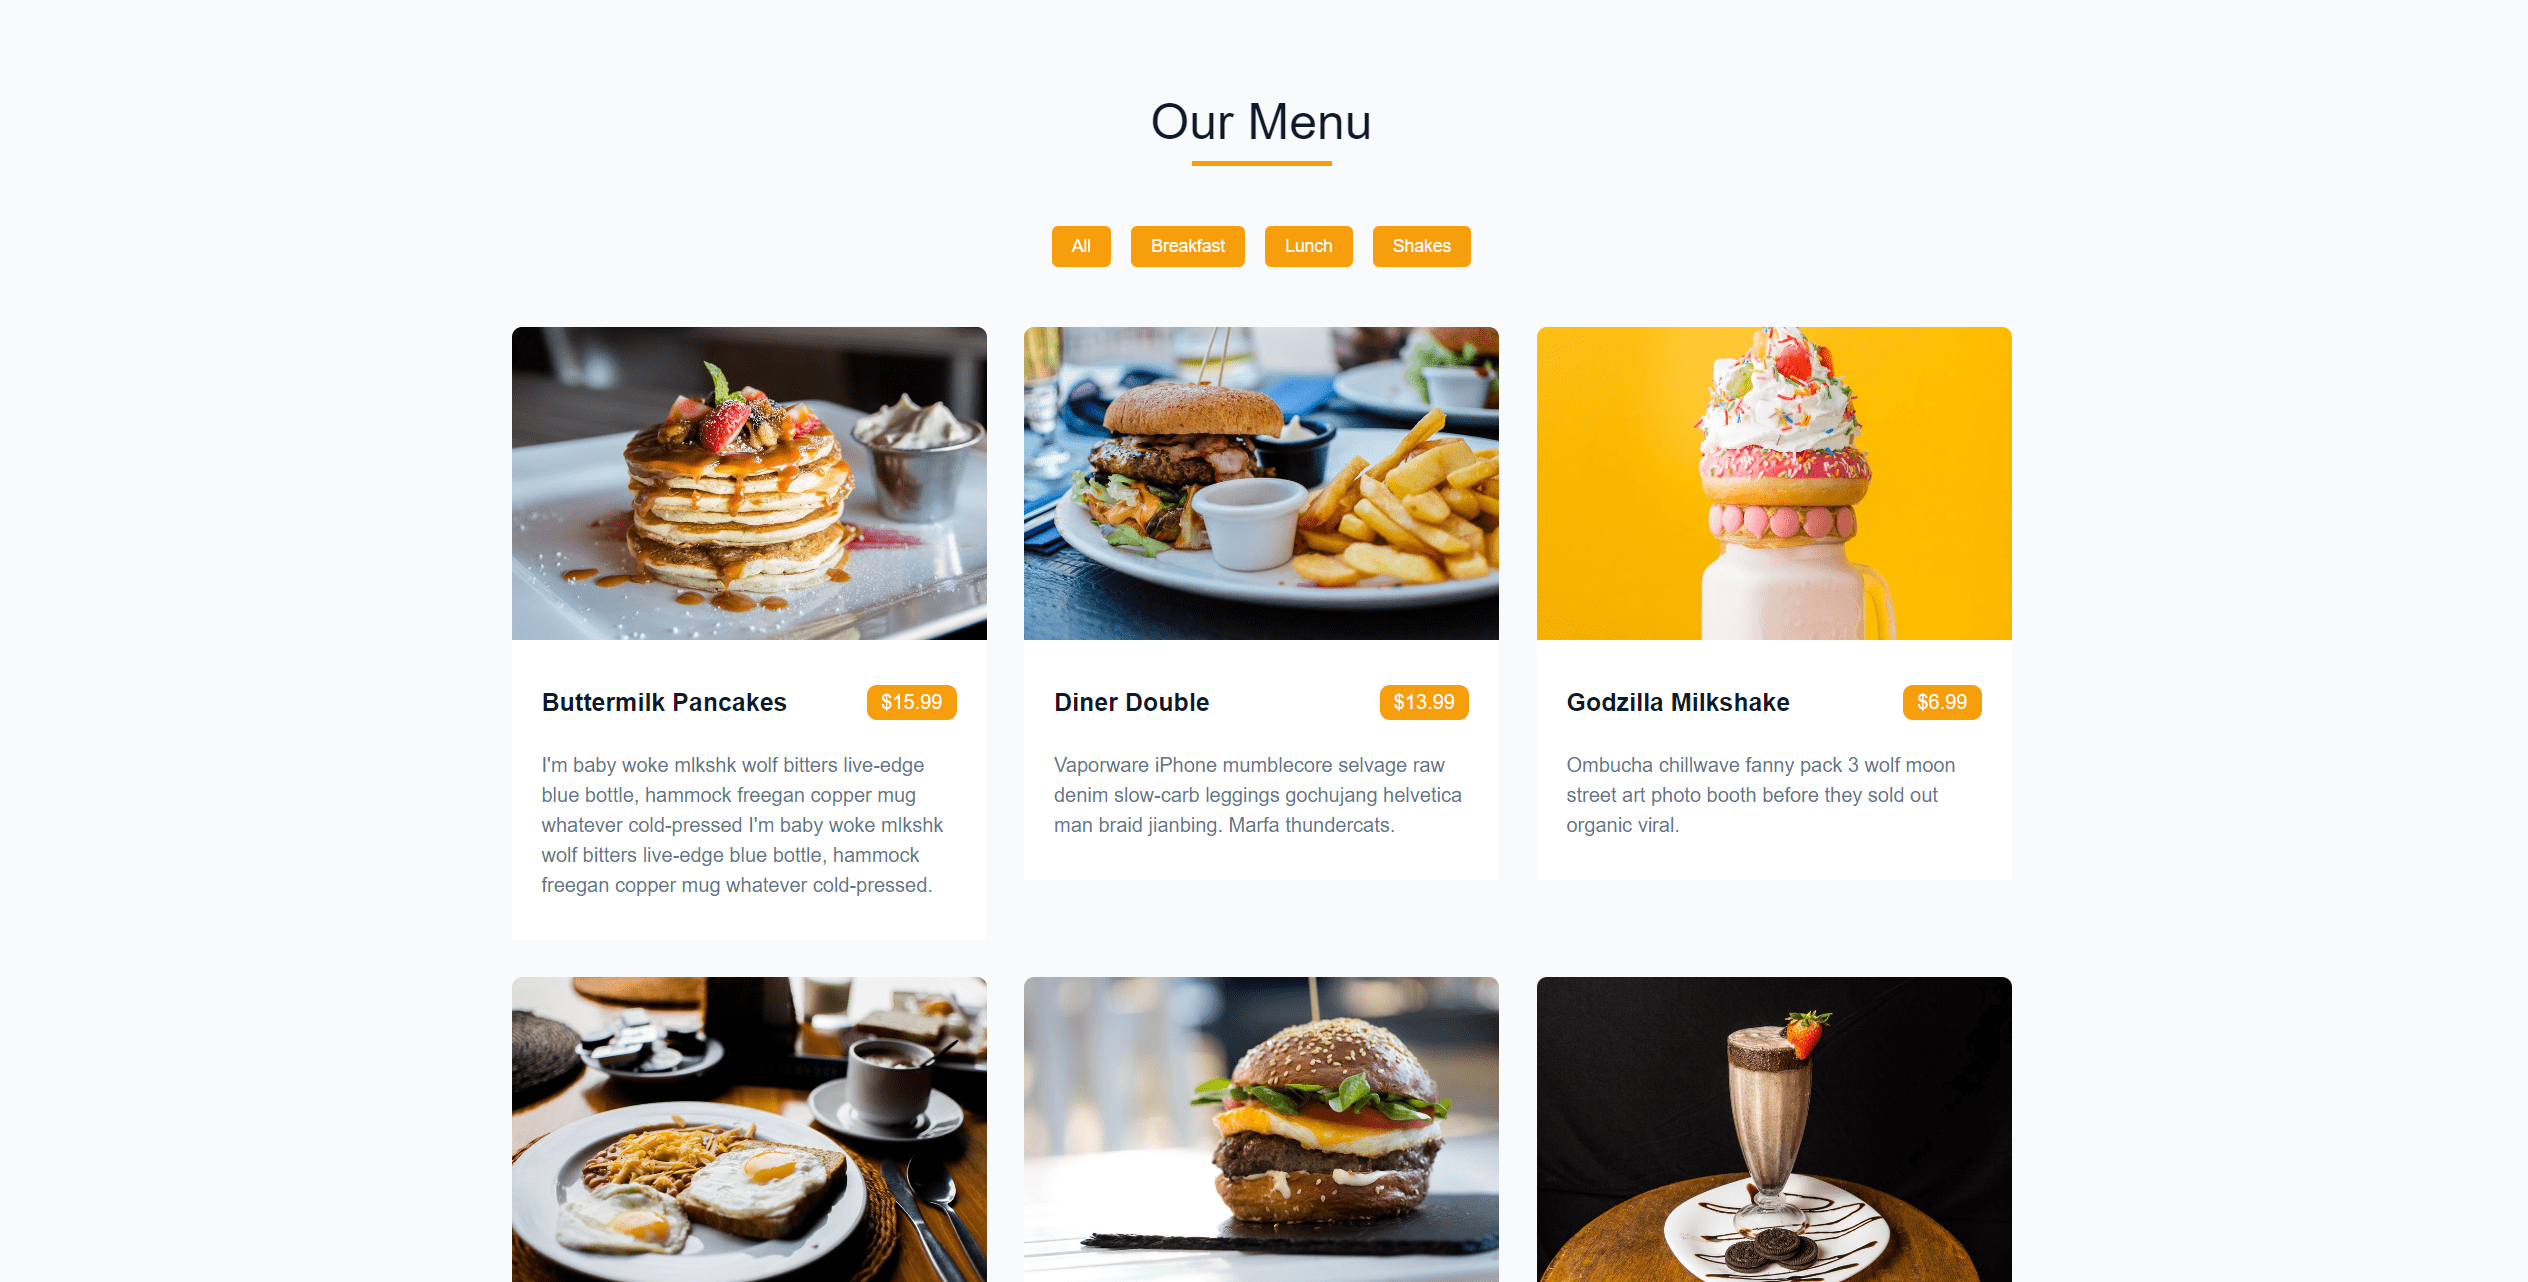 Our Menu
All
Breakfast
Lunch
Shakes
Buttermilk Pancakes
$15.99
I'm baby woke mlkshk wolf bitters live-edge
blue bottle, hammock freegan copper mug
whatever cold-pressed I'm baby woke mlkshk
wolf bitters live-edge blue bottle, hammock
freegan copper mug whatever cold-pressed.
Diner Double
$13.99
Vaporware iPhone mumblecore selvage raw
denim slow-carb leggings gochujang helvetica
man braid jianbing. Marfa thundercats.
Godzilla Milkshake
$6.99
Ombucha chillwave fanny pack 3 wolf moon
street art photo booth before they sold out
organic viral.